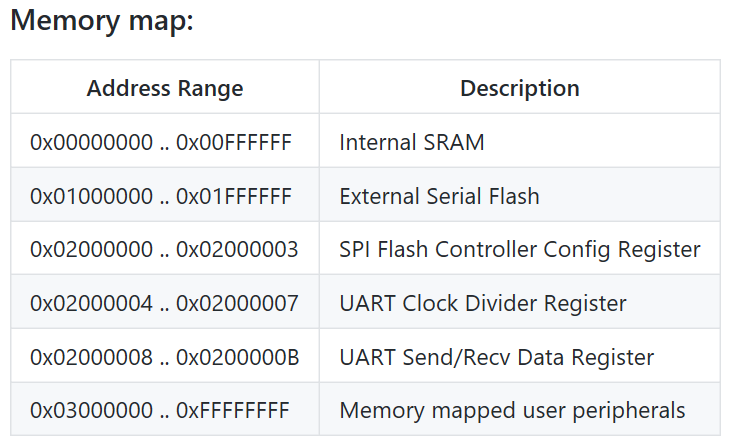 Memory map:
Address Range Description
0x00000000 .. 0x00FFFFFF Internal SRAM
0x01000000 .. 0x01FFFFFF External Serial Flash
0x02000000 .. 0x02000003 SPI Flash Controller Config Register
0x02000004 .. 0x02000007 UART Clock Divider Register
0x02000008 .. 0x0200000B UART Send/Recv Data Register
0x03000000 .. 0xFFFFFFFF Memory mapped user peripherals